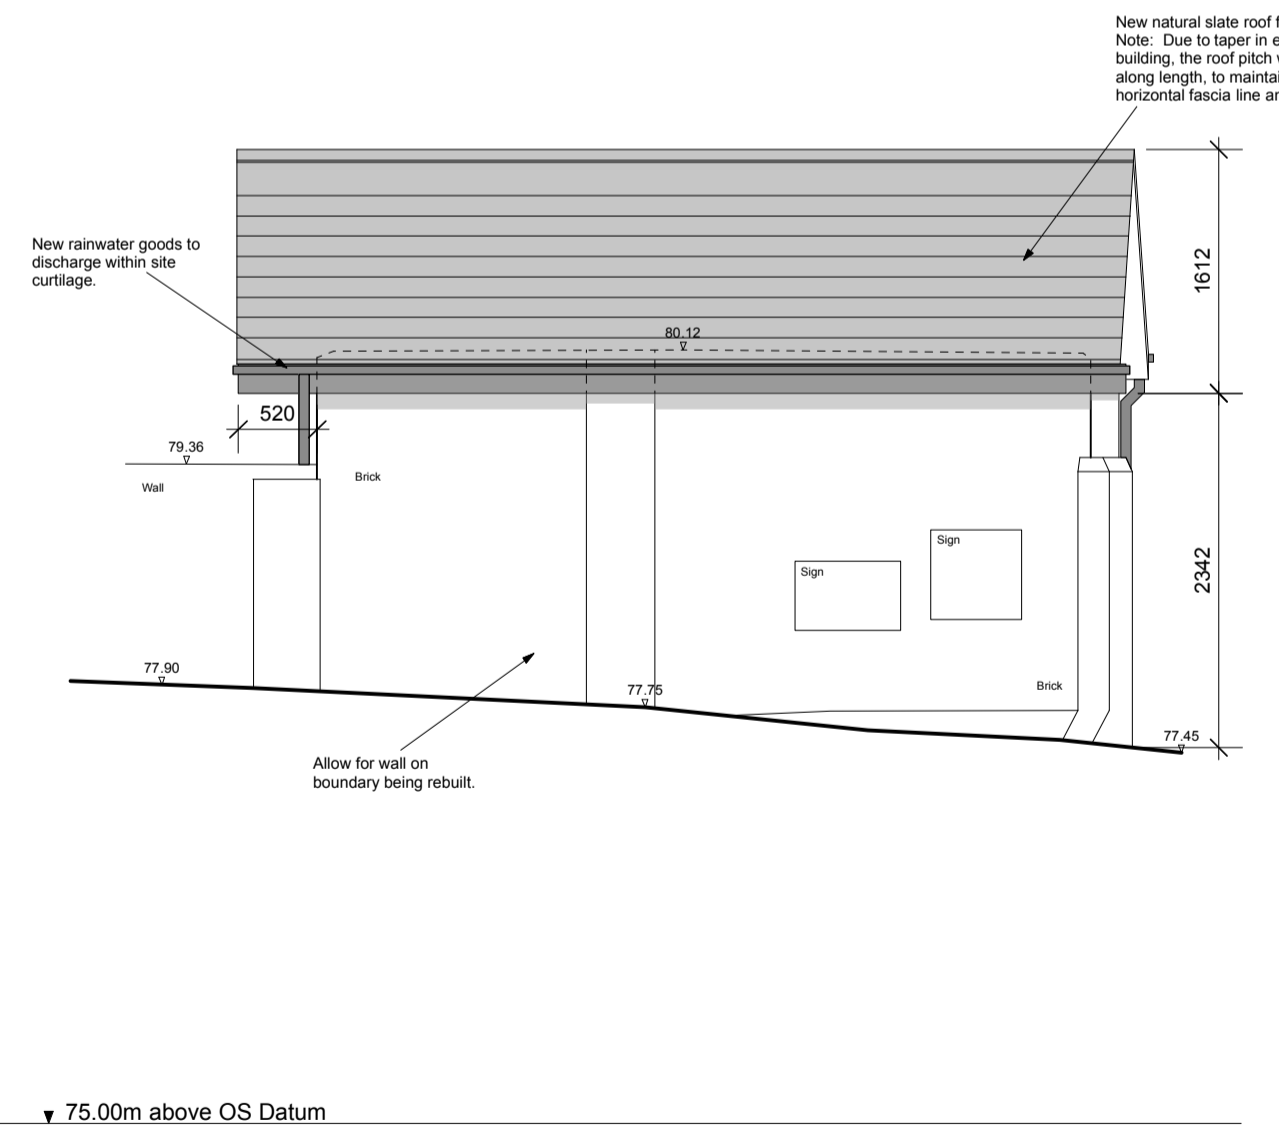 New natural slate roof f
Note: Due to taper in e
building, the roof pitch
along length, to maintai
horizontal fascia line ar
New rainwater goods to
discharge within site
curtilage.
1612
80.12
520
79.36
Wall
Brick
Sign
Sign
2342
77.90
77.75
Brick
77.45
Allow for wall on
boundary being rebuilt.
75.00m above OS Datum